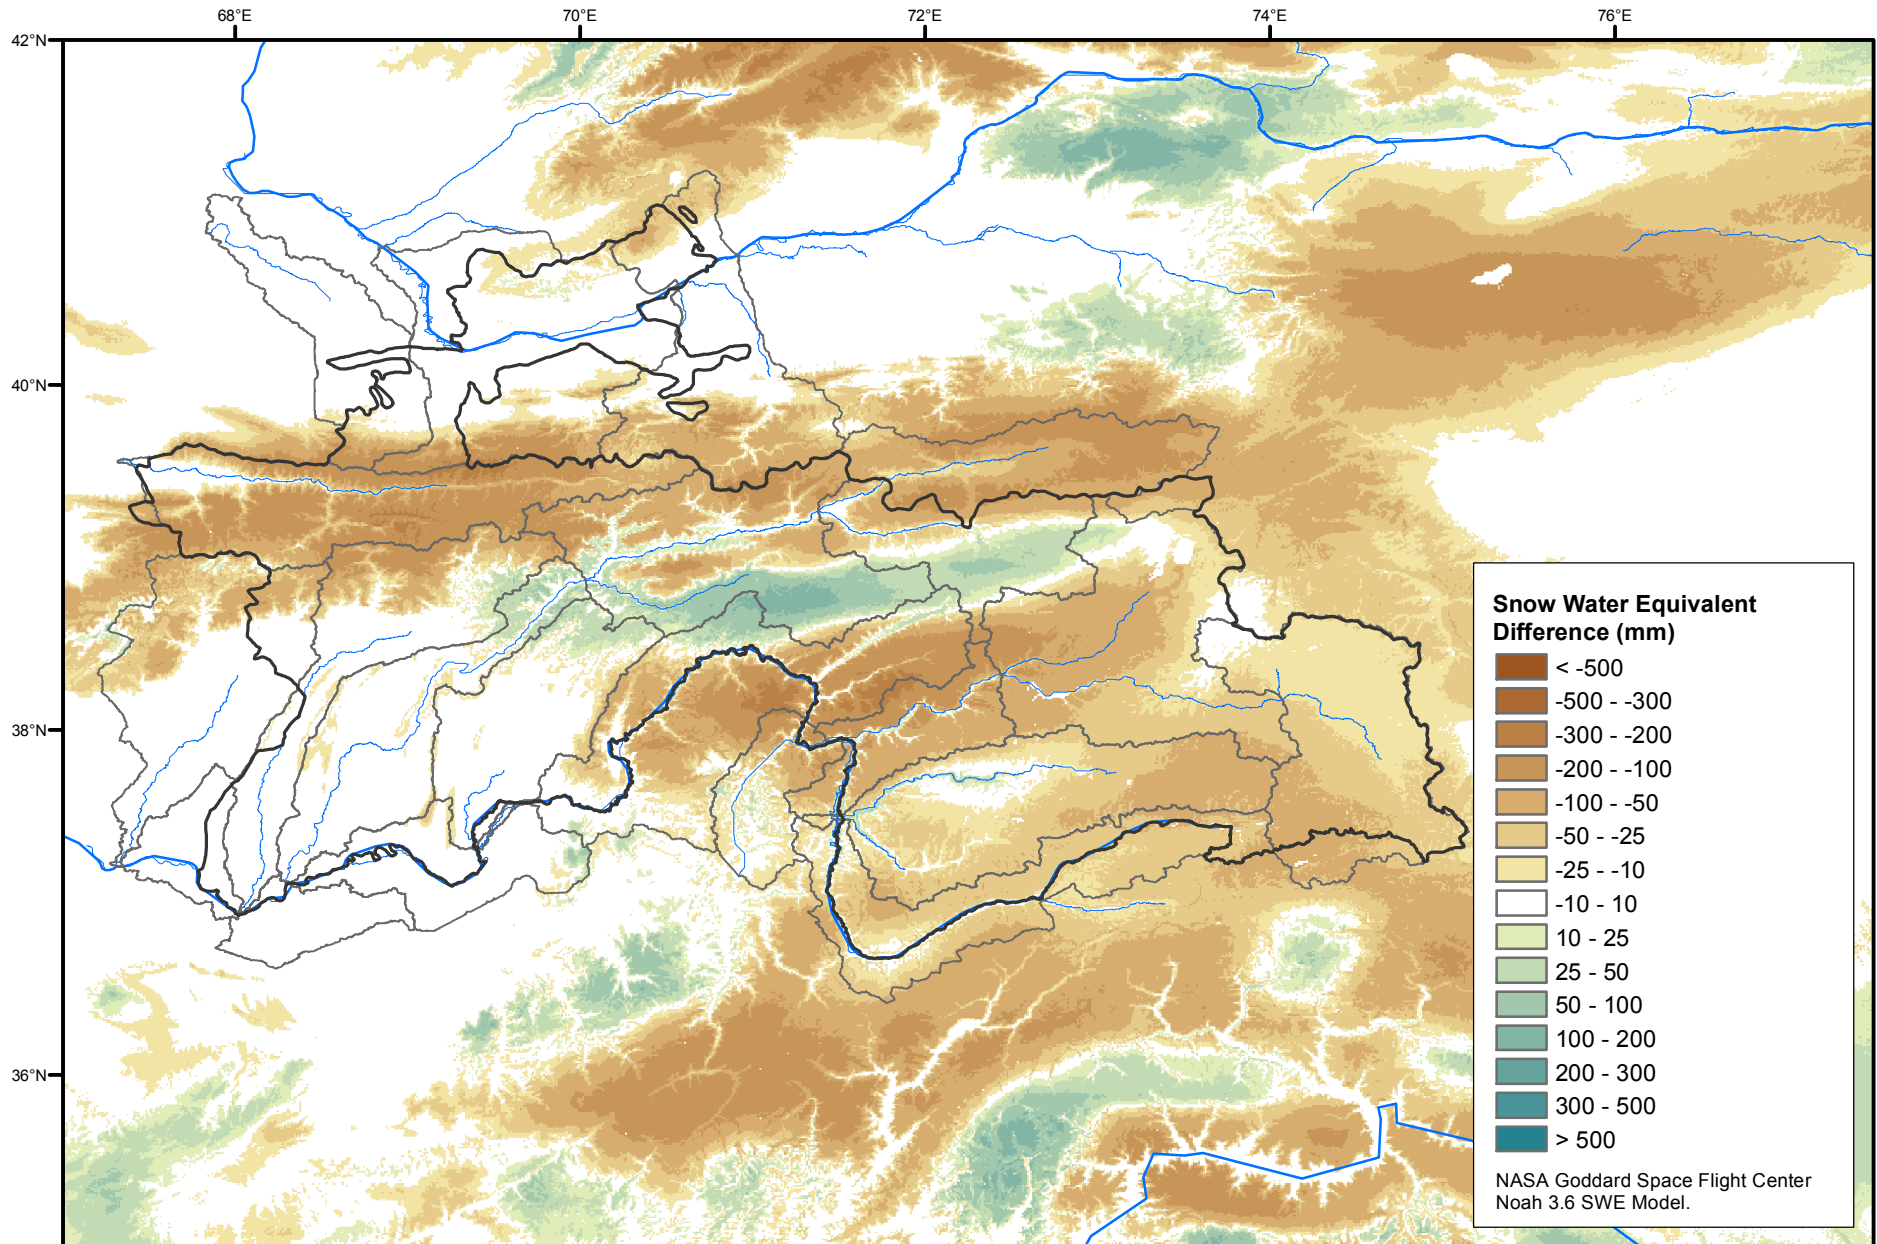 68°E 70°E 72°E 74°E 76°E
42°N
40°N
38°N
36°N
Snow Water Equivalent
Difference (mm)
< -500
-500 - -300
-300 - -200
-200 - -100
-100 - -50
-50 - -25
-25 - -10
-10 - 10
10 - 25
25 - 50
50 - 100
100 - 200
200 - 300
300 - 500
> 500
NASA Goddard Space Flight Center
Noah 3.6 SWE Model.